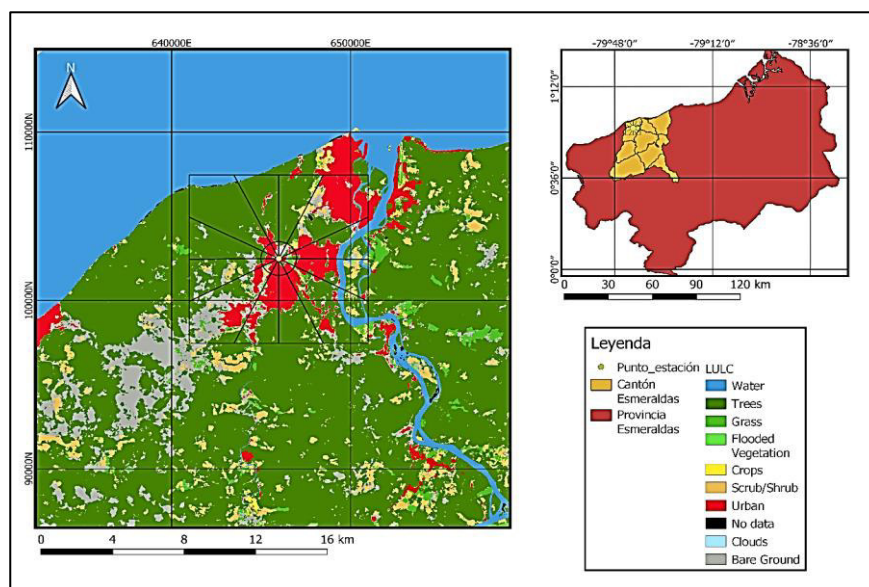 640000E 650000E
N
110000N
100000N
90000N
0 4 8 12 16 km
-79°48'0" -79°12'0" -78°36'0"
1°12'0"
0°36'0"
0°0'0"
0 30 60 90 120 km
Leyenda
Punto_estación
Cantón
Esmeraldas
Provincia
Esmeraldas
LULC
Water
Trees
Grass
Flooded
Vegetation
Crops
Scrub/Shrub
Urban
No data
Clouds
Bare Ground